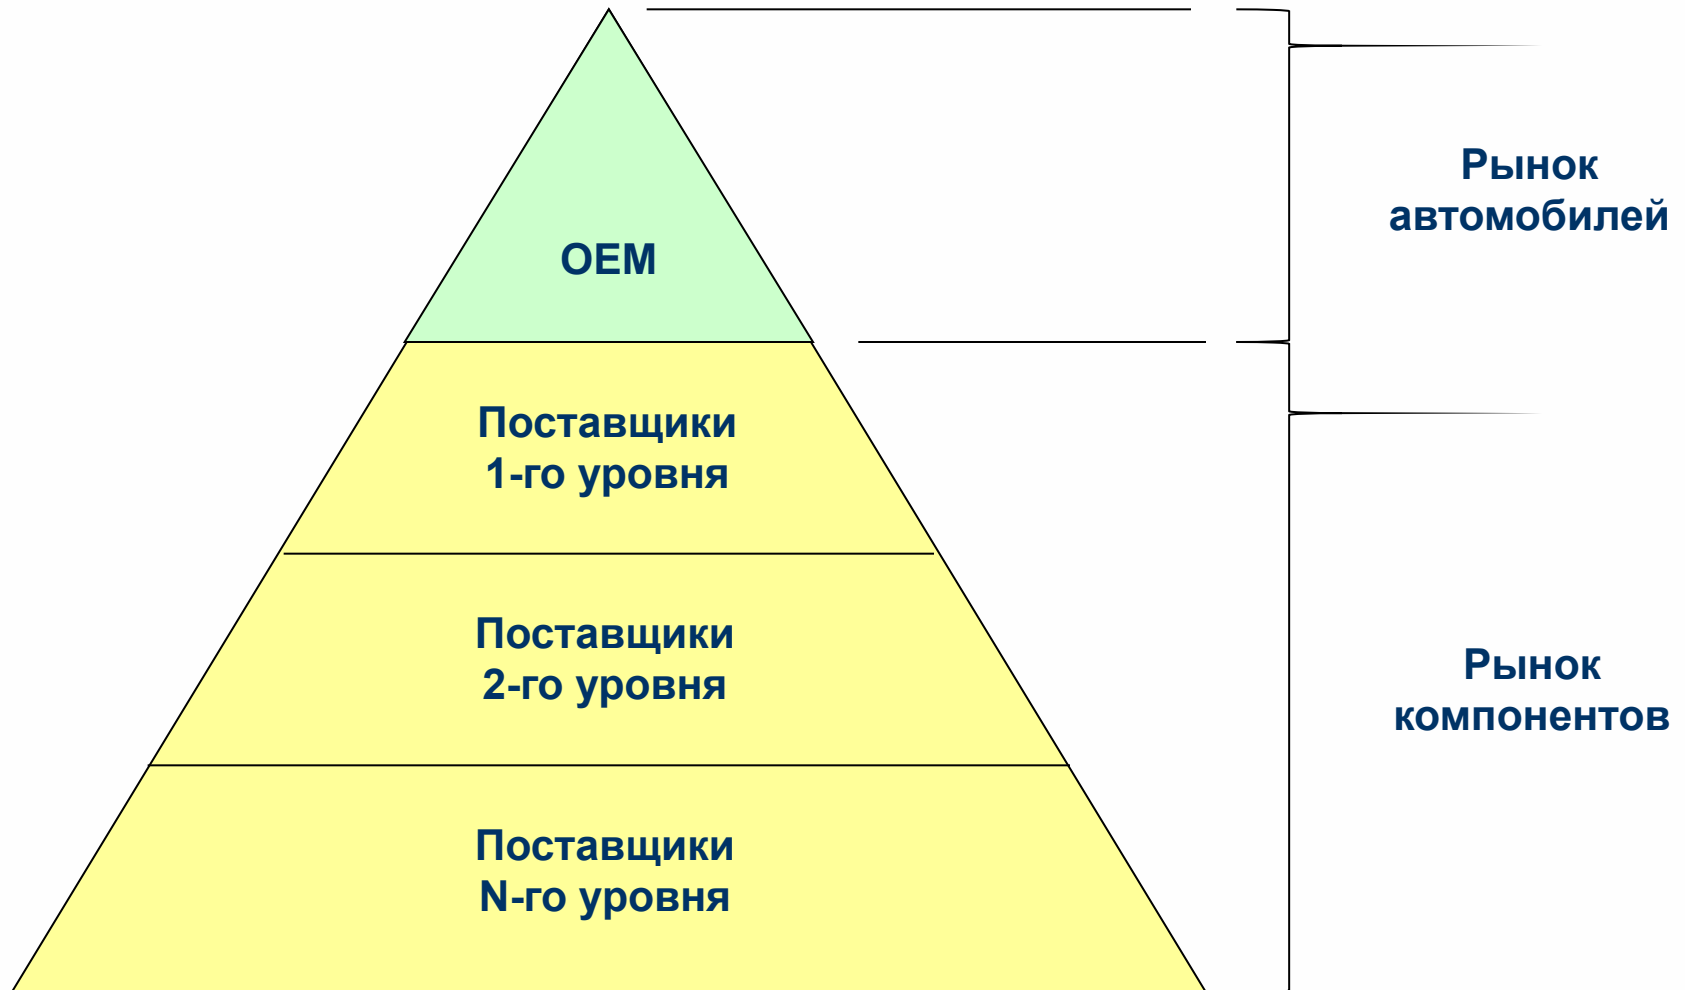 Рынок
автомобилей
OEM
Поставщики
1-го уровня
Поставщики
2-го уровня
Рынок
компонентов
Поставщики
N-го уровня